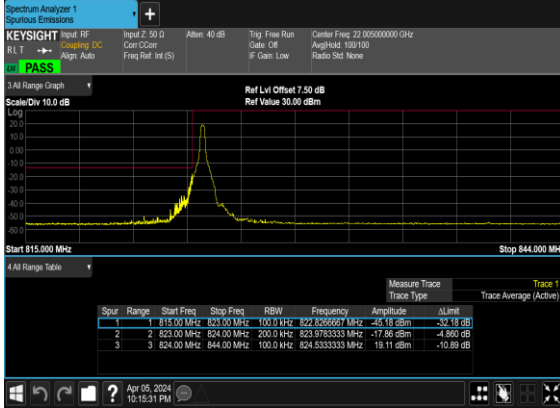 Spectrum Analyzer 1
Spurious Emissions
KEYSIGHT Input: RF Input Z: 50 Ω Atten: 40 dB Trig: Free Run Center Freq: 22.005000000 GHz
RLT Coupling: DC Corr CCorr Gate: Off Avg|Hold: 100/100
Align: Auto Freq Ref: Int (S) IF Gain: Low Radio Std: None
PASS
3 All Range Graph
Ref Lvl Offset 7.50 dB
Scale/Div 10.0 dB Ref Value 30.00 dBm
Log
20.0
10.0
0.00
-10.0
-20.0
-30.0
-40.0
-50.0
-60.0
Start 815.000 MHz Stop 844.000 MH
4 All Range Table
Measure Trace Trace 1
Trace Type Trace Average (Active)
Spur Range Start Freq Stop Freq RBW Frequency Amplitude ΔLimit
1 1 815.00 MHz 823.00 MHz 100.0 kHz 822.8266667 MHz -45.18 dBm -32.18 dB
2 2 823.00 MHz 824.00 MHz 200.0 kHz 823.9783333 MHz -17.86 dBm -4.860 dB
3 3 824.00 MHz 844.00 MHz 100.0 kHz 824.5333333 MHz 19.11 dBm -10.89 dB
? Apr 05, 2024
10:15:31 PM